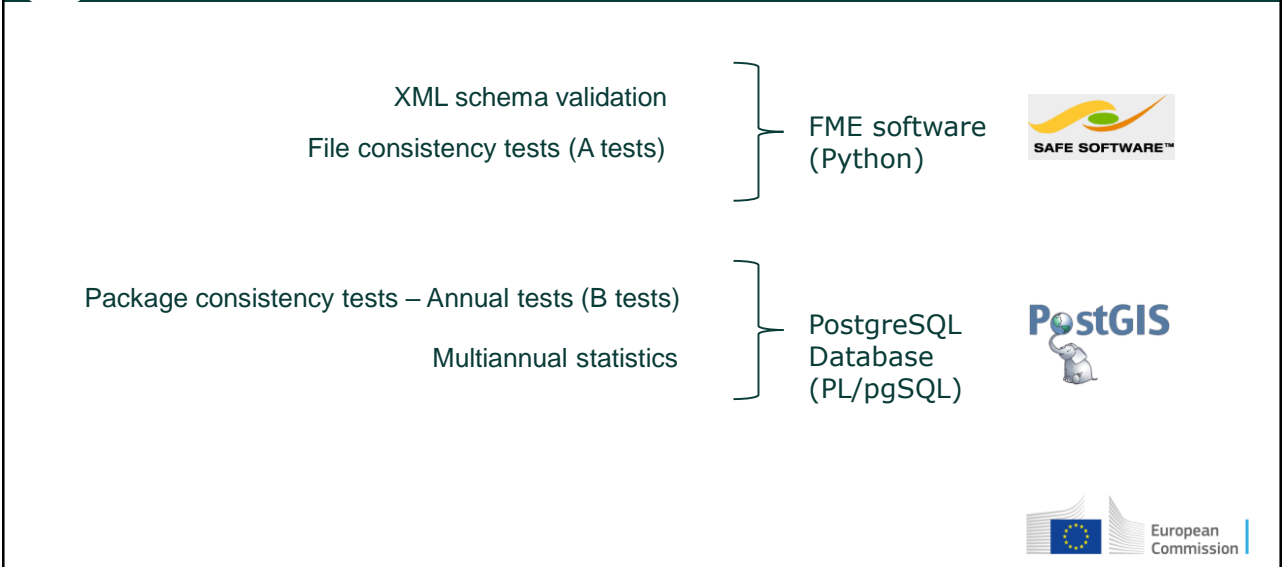 XML schema validation
File consistency tests (A tests)
FME software
(Python)
SAFE SOFTWARE™
Package consistency tests – Annual tests (B tests)
Multiannual statistics
PostgreSQL
Database
(PL/pgSQL)
PostGIS
European
Commission